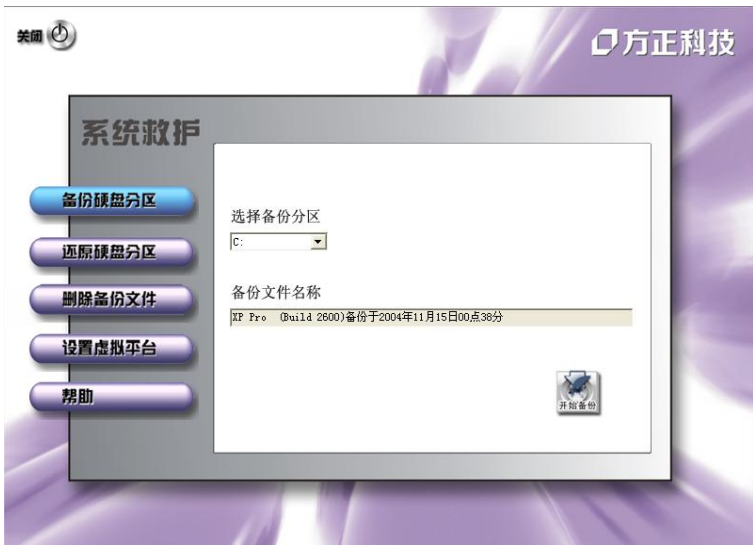 关闭
方正科技
系统救护
备份硬盘分区
还原硬盘分区
删除备份文件
设置虚拟平台
帮助
选择备份分区
C:
备份文件名称
XP Pro (Build 2600)备份于2004年11月15日00点38分
开始备份